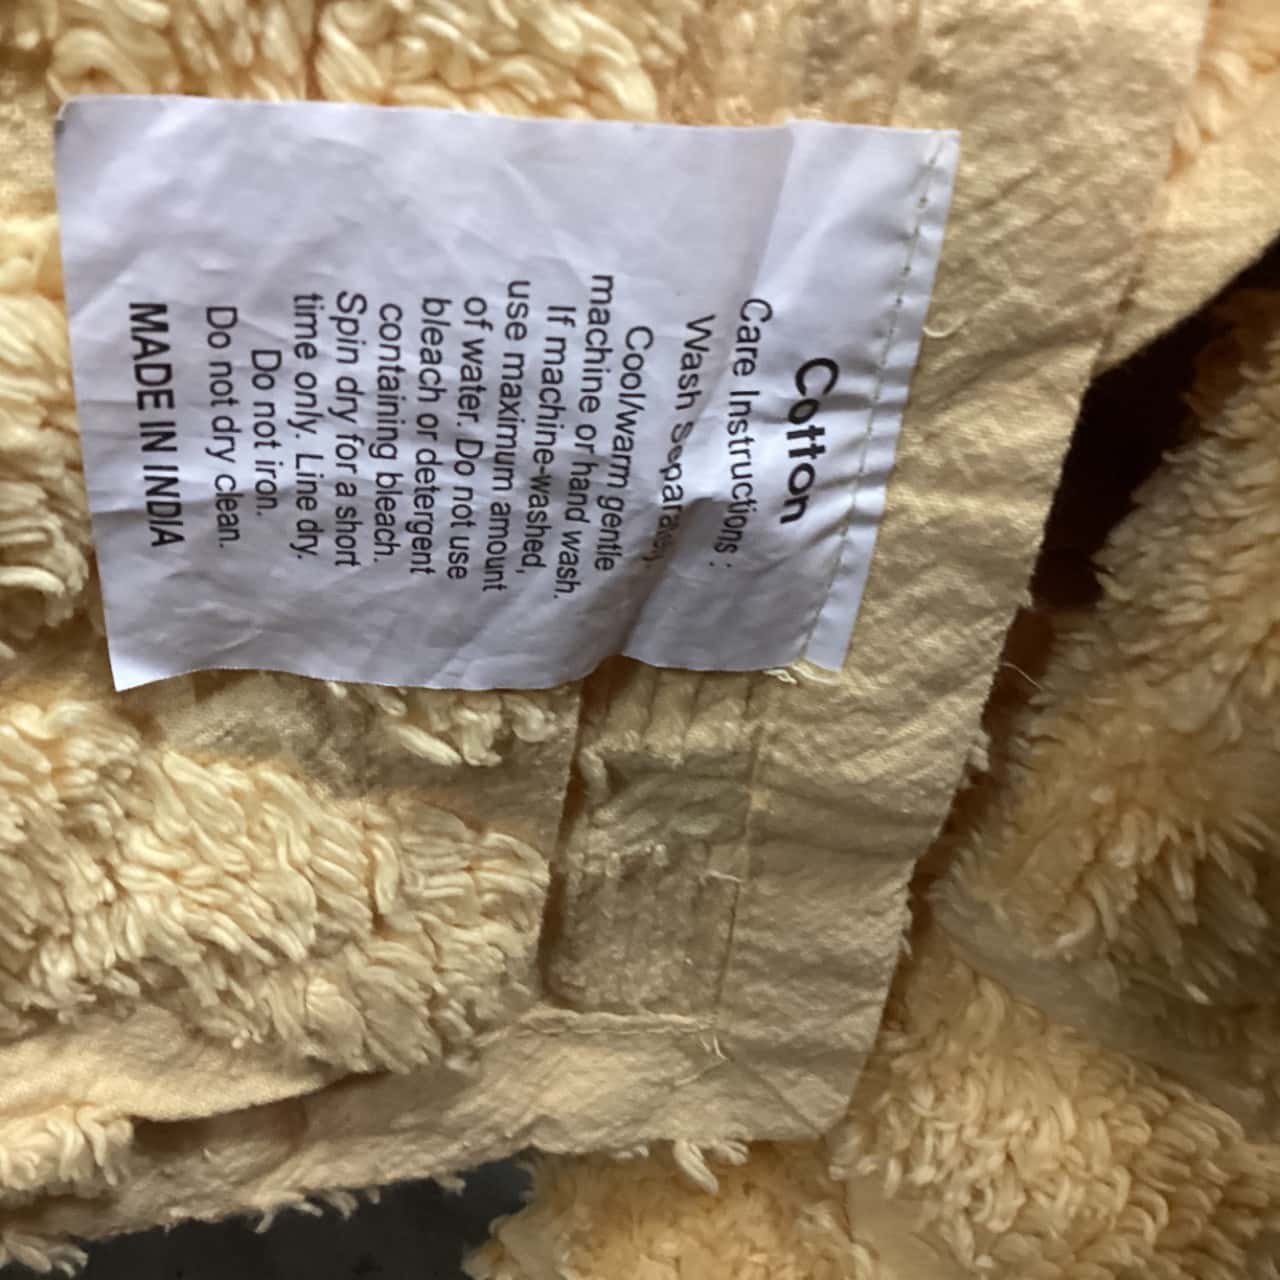 Cotton
Care Instructions :
Wash Separately
Cool/warm gentle
machine or hand wash.
If machine-washed,
use maximum amount
of water. Do not use
bleach or detergent
containing bleach.
Spin dry for a short
time only. Line dry.
Do not iron.
Do not dry clean.
MADE IN INDIA